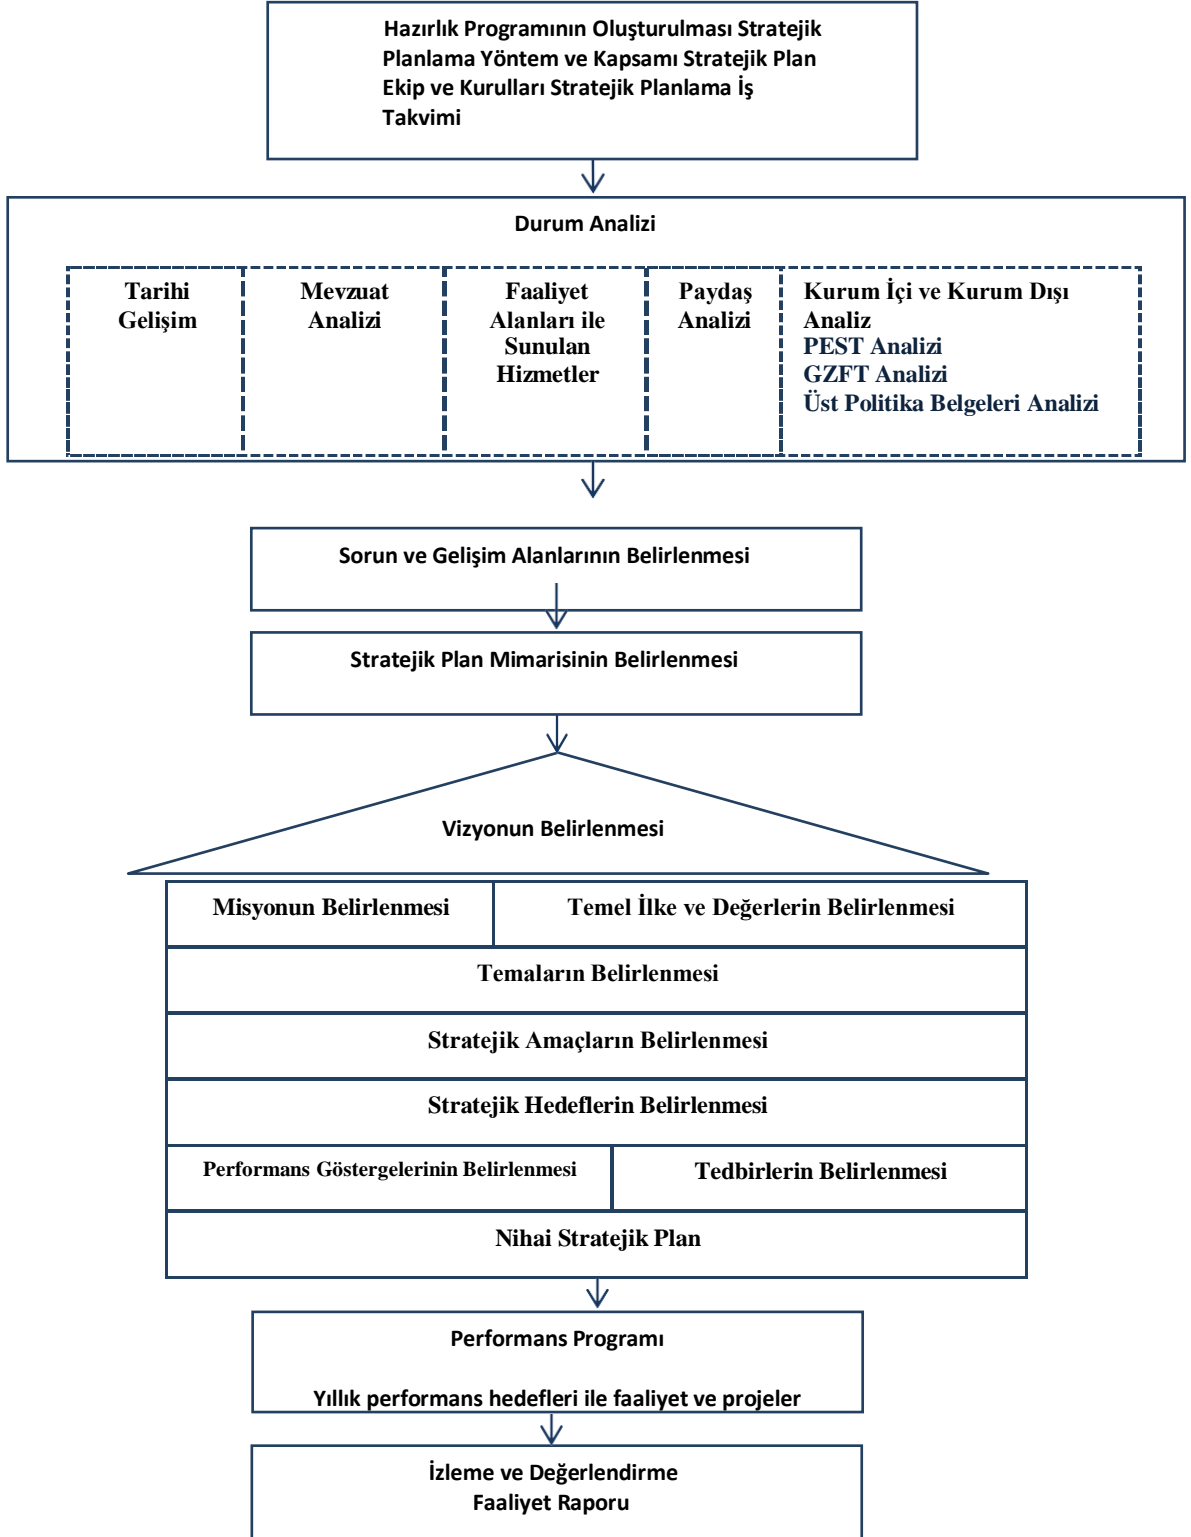 Hazırlık Programının Oluşturulması Stratejik
Planlama Yöntem ve Kapsamı Stratejik Plan
Ekip ve Kurulları Stratejik Planlama İş
Takvimi
Durum Analizi
Tarihi
Gelişim
Mevzuat
Analizi
Faaliyet
Alanları ile
Sunulan
Hizmetler
Paydaş
Analizi
Kurum İçi ve Kurum Dışı
Analiz
PEST Analizi
GZFT Analizi
Üst Politika Belgeleri Analizi
Sorun ve Gelişim Alanlarının Belirlenmesi
Stratejik Plan Mimarisinin Belirlenmesi
Vizyonun Belirlenmesi
Misyonun Belirlenmesi
Temel İlke ve Değerlerin Belirlenmesi
Temaların Belirlenmesi
Stratejik Amaçların Belirlenmesi
Stratejik Hedeflerin Belirlenmesi
Performans Göstergelerinin Belirlenmesi
Tedbirlerin Belirlenmesi
Nihai Stratejik Plan
Performans Programı
Yıllık performans hedefleri ile faaliyet ve projeler
İzleme ve Değerlendirme
Faaliyet Raporu